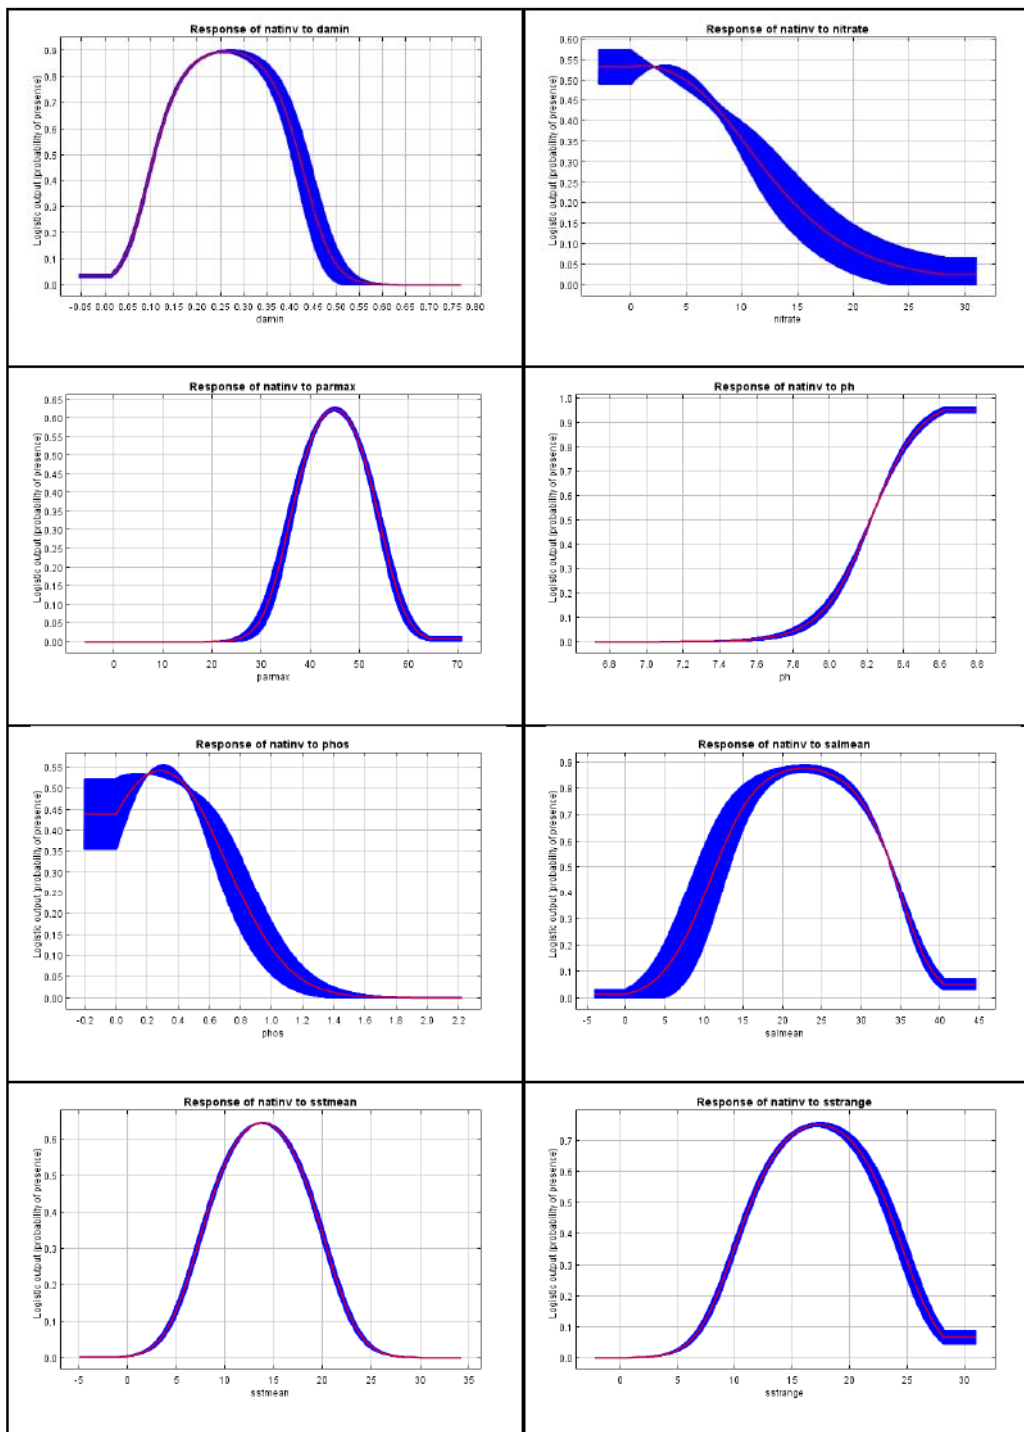 Response of natinv to damin
Logistic output (probability of presence)
0.9
0.8
0.7
0.6
0.5
0.4
0.3
0.2
0.1
0.0
-0.05 0.00 0.05 0.10 0.15 0.20 0.25 0.30 0.35 0.40 0.45 0.50 0.55 0.60 0.65 0.70 0.75 0.80
damin
Response of natinv to nitrate
Logistic output (probability of presence)
0.60
0.55
0.50
0.45
0.40
0.35
0.30
0.25
0.20
0.15
0.10
0.05
0.00
0 5 10 15 20 25 30
nitrate
Response of natinv to parmax
Logistic output (probability of presence)
0.65
0.60
0.55
0.50
0.45
0.40
0.35
0.30
0.25
0.20
0.15
0.10
0.05
0.00
0 10 20 30 40 50 60 70
parmax
Response of natinv to ph
Logistic output (probability of presence)
1.0
0.9
0.8
0.7
0.6
0.5
0.4
0.3
0.2
0.1
0.0
6.8 7.0 7.2 7.4 7.6 7.8 8.0 8.2 8.4 8.6 8.8
ph
Response of natinv to phos
Logistic output (probability of presence)
0.55
0.50
0.45
0.40
0.35
0.30
0.25
0.20
0.15
0.10
0.05
0.00
-0.2 0.0 0.2 0.4 0.6 0.8 1.0 1.2 1.4 1.6 1.8 2.0 2.2
phos
Response of natinv to salmean
Logistic output (probability of presence)
0.9
0.8
0.7
0.6
0.5
0.4
0.3
0.2
0.1
0.0
-5 0 5 10 15 20 25 30 35 40 45
salmean
Response of natinv to sstmean
Logistic output (probability of presence)
0.6
0.5
0.4
0.3
0.2
0.1
0.0
-5 0 5 10 15 20 25 30 35
sstmean
Response of natinv to sstrange
Logistic output (probability of presence)
0.7
0.6
0.5
0.4
0.3
0.2
0.1
0.0
0 5 10 15 20 25 30
sstrange